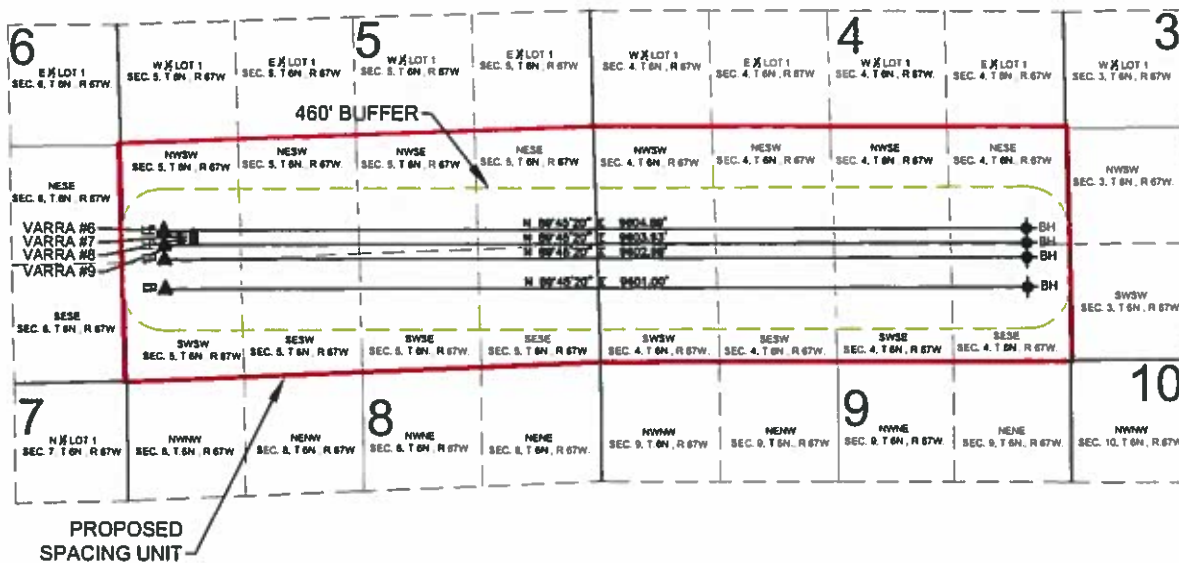 6
5
4
3
E ½ LOT 1
SEC. 6, T 6N, R 67W.
W ½ LOT 1
SEC. 5, T 6N, R 67W.
E ½ LOT 1
SEC. 5, T 6N, R 67W.
W ½ LOT 1
SEC. 5, T 6N, R 67W.
E ½ LOT 1
SEC. 5, T 6N, R 67W.
W ½ LOT 1
SEC. 4, T 6N, R 67W.
E ½ LOT 1
SEC. 4, T 6N, R 67W.
W ½ LOT 1
SEC. 4, T 6N, R 67W.
E ½ LOT 1
SEC. 4, T 6N, R 67W.
W ½ LOT 1
SEC. 3, T 6N, R 67W.
460' BUFFER
NWSW
SEC. 5, T 6N, R 67W.
NESW
SEC. 5, T 6N, R 67W.
NWSE
SEC. 5, T 6N, R 67W.
NESE
SEC. 5, T 6N, R 67W.
NWSW
SEC. 4, T 6N, R 67W.
NESW
SEC. 4, T 6N, R 67W.
NWSE
SEC. 4, T 6N, R 67W.
NESE
SEC. 4, T 6N, R 67W.
NWSW
SEC. 3, T 6N, R 67W.
NESE
SEC. 6, T 6N, R 67W.
VARRA #6
VARRA #7
VARRA #8
VARRA #9
N 89°45'20" E 9604.86'
BH
N 89°45'20" E 9603.93'
BH
N 89°45'20" E
BH
N 89°45'20" E 9601.00'
BH
SESE
SEC. 6, T 6N, R 67W.
SWSW
SEC. 3, T 6N, R 67W.
SWSW
SEC. 5, T 6N, R 67W.
SESW
SEC. 5, T 6N, R 67W.
SWSE
SEC. 5, T 6N, R 67W.
SESE
SEC. 5, T 6N, R 67W.
SWSW
SEC. 4, T 6N, R 67W.
SESW
SEC. 4, T 6N, R 67W.
SWSE
SEC. 4, T 6N, R 67W.
SESE
SEC. 4, T 6N, R 67W.
7
8
9
10
N ½ LOT 1
SEC. 7, T 6N, R 67W.
NWNW
SEC. 8, T 6N, R 67W.
NENW
SEC. 8, T 6N, R 67W.
NWNE
SEC. 8, T 6N, R 67W.
NENE
SEC. 8, T 6N, R 67W.
NWNW
SEC. 9, T 6N, R 67W.
NENW
SEC. 9, T 6N, R 67W.
NWNE
SEC. 9, T 6N, R 67W.
NENE
SEC. 9, T 6N, R 67W.
NWNW
SEC. 10, T 6N, R 67W.
PROPOSED
SPACING UNIT